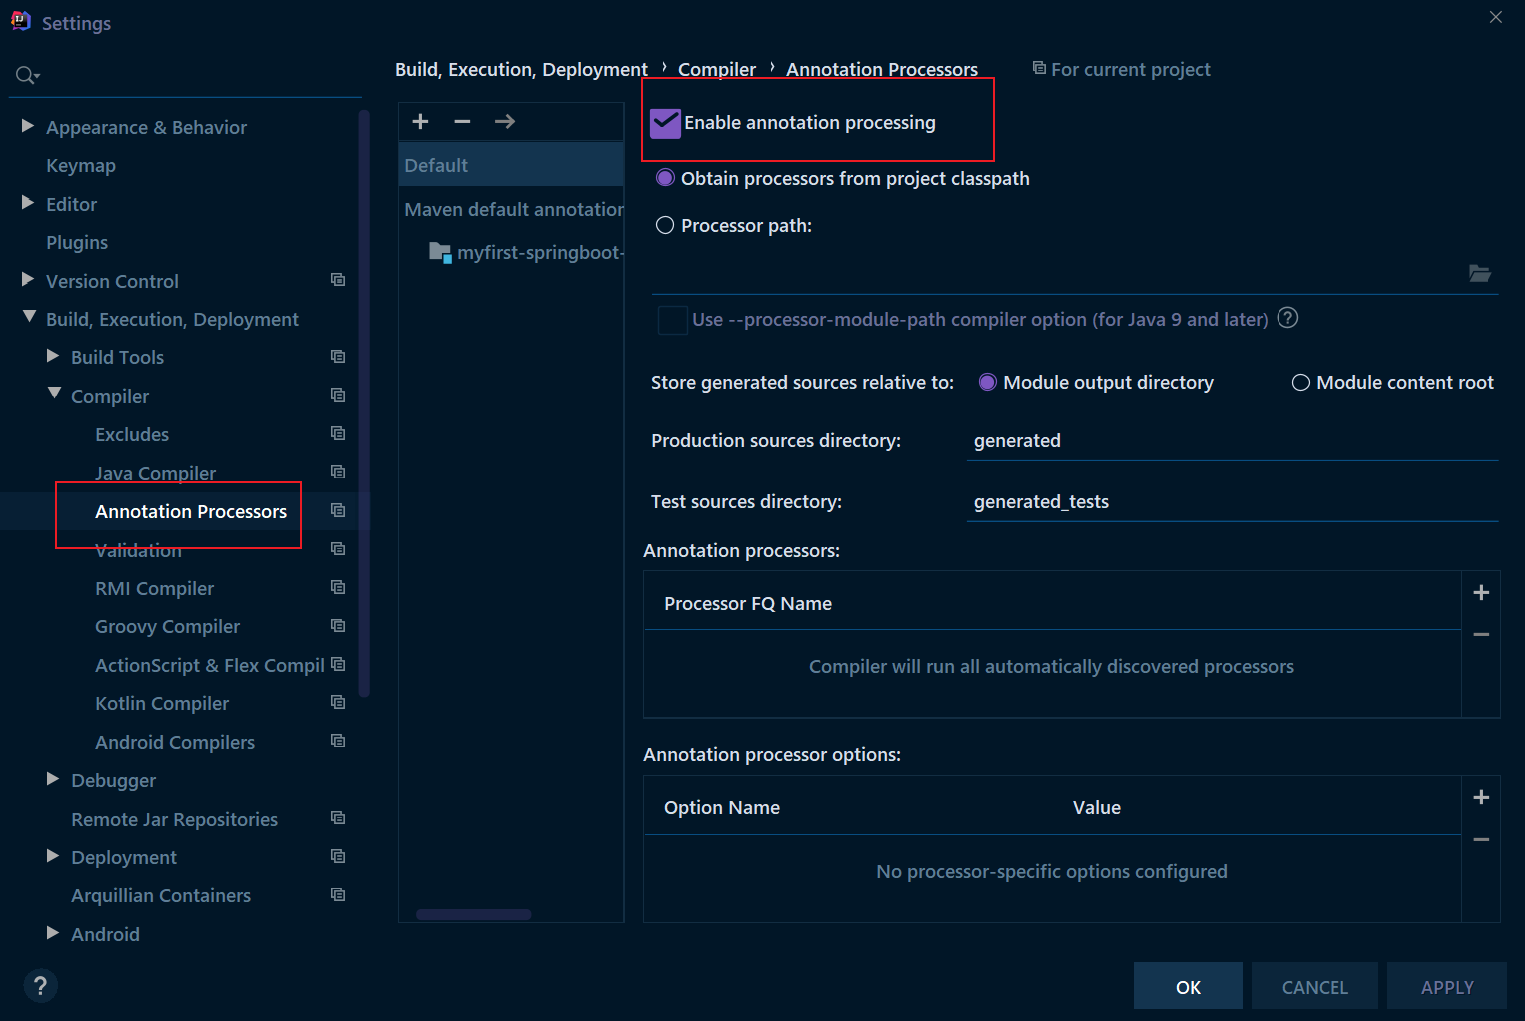 Settings
Build, Execution, Deployment › Compiler › Annotation Processors For current project
Appearance & Behavior
Keymap
Editor
Plugins
Version Control
Build, Execution, Deployment
Build Tools
Compiler
Excludes
Java Compiler
Annotation Processors
Validation
RMI Compiler
Groovy Compiler
ActionScript & Flex Compil
Kotlin Compiler
Android Compilers
Debugger
Remote Jar Repositories
Deployment
Arquillian Containers
Android
Default
Maven default annotation
myfirst-springboot-
Enable annotation processing
Obtain processors from project classpath
Processor path:
Use --processor-module-path compiler option (for Java 9 and later) ?
Store generated sources relative to: Module output directory Module content root
Production sources directory: generated
Test sources directory: generated_tests
Annotation processors:
Processor FQ Name
Compiler will run all automatically discovered processors
Annotation processor options:
Option Name Value
No processor-specific options configured
?
OK CANCEL APPLY